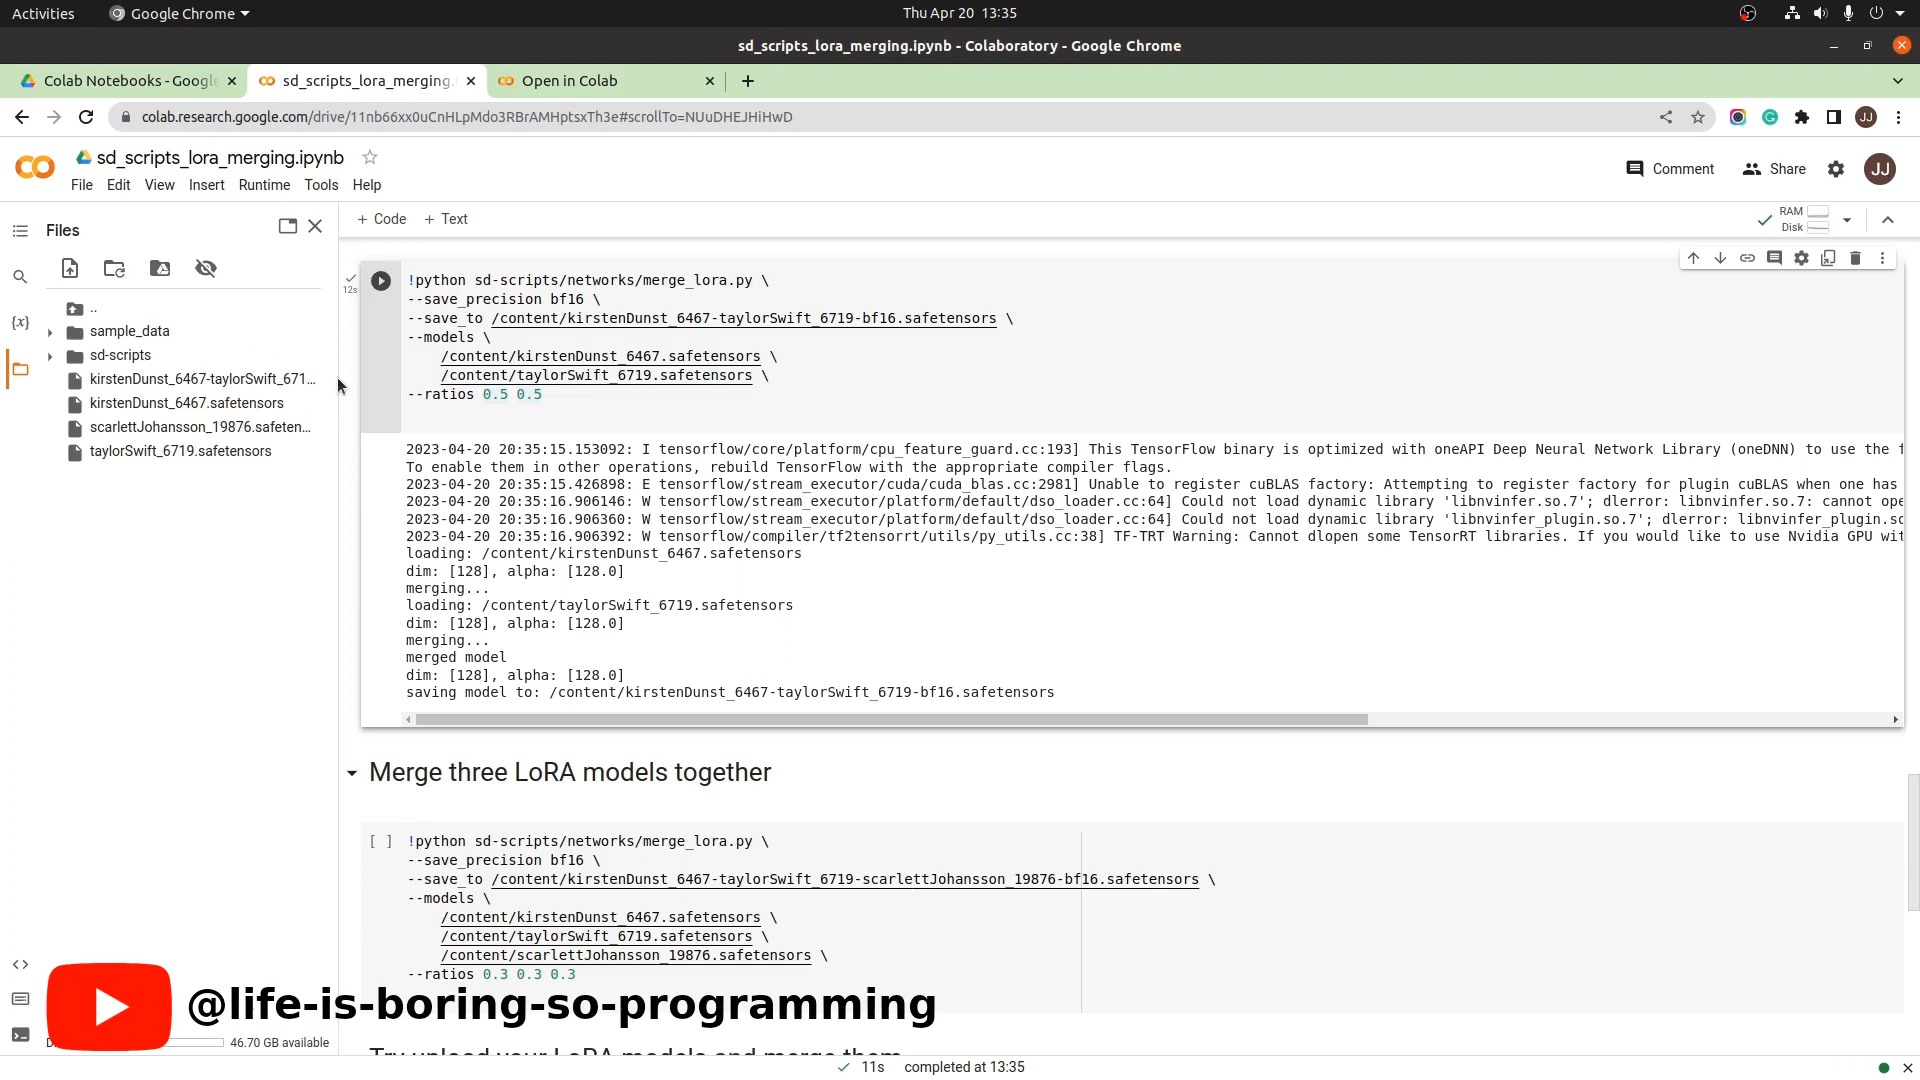 Activities Google Chrome Thu Apr 20 13:35
sd_scripts_lora_merging.ipynb - Colaboratory - Google Chrome
Colab Notebooks - Google sd_scripts_lora_merging. Open in Colab
colab.research.google.com/drive/11nb66xx0uCnHLpMdo3RBrAMHptsxTh3e#scrollTo=NUuDHEJHiHwD JJ
sd_scripts_lora_merging.ipynb
Comment Share JJ
File Edit View Insert Runtime Tools Help
Files
+ Code + Text
RAM
Disk
..
sample_data
sd-scripts
kirstenDunst_6467-taylorSwift_671...
kirstenDunst_6467.safetensors
scarlettJohansson_19876.safeten...
taylorSwift_6719.safetensors
12s
!python sd-scripts/networks/merge_lora.py \
--save_precision bf16 \
--save_to /content/kirstenDunst_6467-taylorSwift_6719-bf16.safetensors \
--models \
/content/kirstenDunst_6467.safetensors \
/content/taylorSwift_6719.safetensors \
--ratios 0.5 0.5
2023-04-20 20:35:15.153092: I tensorflow/core/platform/cpu_feature_guard.cc:193] This TensorFlow binary is optimized with oneAPI Deep Neural Network Library (oneDNN) to use the f
To enable them in other operations, rebuild TensorFlow with the appropriate compiler flags.
2023-04-20 20:35:15.426898: E tensorflow/stream_executor/cuda/cuda_blas.cc:2981] Unable to register cuBLAS factory: Attempting to register factory for plugin cuBLAS when one has
2023-04-20 20:35:16.906146: W tensorflow/stream_executor/platform/default/dso_loader.cc:64] Could not load dynamic library 'libnvinfer.so.7'; dlerror: libnvinfer.so.7: cannot ope
2023-04-20 20:35:16.906360: W tensorflow/stream_executor/platform/default/dso_loader.cc:64] Could not load dynamic library 'libnvinfer_plugin.so.7'; dlerror: libnvinfer_plugin.so
2023-04-20 20:35:16.906392: W tensorflow/compiler/tf2tensorrt/utils/py_utils.cc:38] TF-TRT Warning: Cannot dlopen some TensorRT libraries. If you would like to use Nvidia GPU wit
loading: /content/kirstenDunst_6467.safetensors
dim: [128], alpha: [128.0]
merging...
loading: /content/taylorSwift_6719.safetensors
dim: [128], alpha: [128.0]
merging...
merged model
dim: [128], alpha: [128.0]
saving model to: /content/kirstenDunst_6467-taylorSwift_6719-bf16.safetensors
Merge three LoRA models together
[ ] !python sd-scripts/networks/merge_lora.py \
--save_precision bf16 \
--save_to /content/kirstenDunst_6467-taylorSwift_6719-scarlettJohansson_19876-bf16.safetensors \
--models \
/content/kirstenDunst_6467.safetensors \
/content/taylorSwift_6719.safetensors \
/content/scarlettJohansson_19876.safetensors \
--ratios 0.3 0.3 0.3
@life-is-boring-so-programming
46.70 GB available
Try upload your LoRA models and merge them
11s completed at 13:35